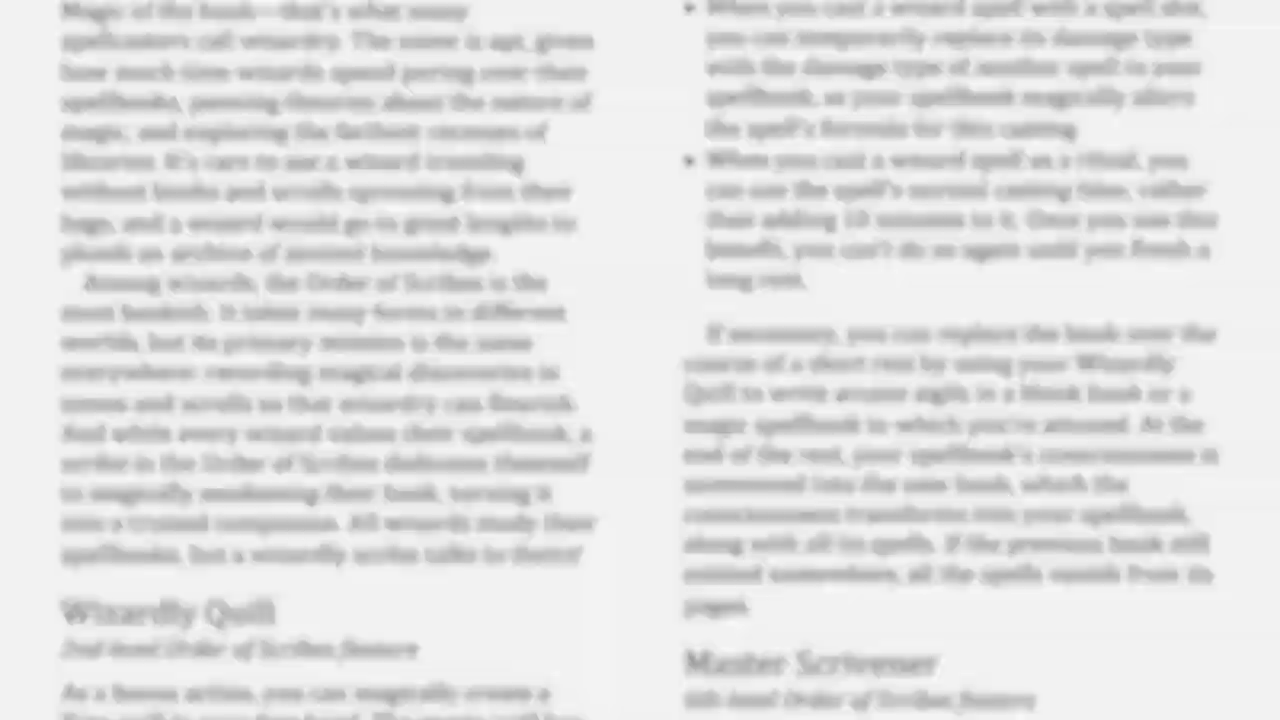 Magic of the book—that's what many
spellcasters call wizardry. The name is apt, given
how much time wizards spend poring over their
spellbooks, penning theories about the nature of
magic, and exploring the farthest recesses of
libraries. It's rare to see a wizard traveling
without books and scrolls sprouting from their
bags, and a wizard would go to great lengths to
plumb an archive of ancient knowledge.
Among wizards, the Order of Scribes is the
most bookish. It takes many forms in different
worlds, but its primary mission is the same
everywhere: recording magical discoveries in
tomes and scrolls so that wizardry can flourish.
And while every wizard values their spellbook, a
scribe in the Order of Scribes
to magically awakening their book, turning it
into a trusted companion. All wizards study their
spellbooks, but a wizardly scribe talks to theirs!
Wizardly Quill
2nd-level Order of Scribes feature
As a bonus action, you can magically create a
When you cast a wizard spell with a spell slot,
you can temporarily replace its damage type
with the damage type of another spell in your
spellbook, as your spellbook magically alters
the spell's formula for this casting
When you cast a wizard spell as a ritual, you
can use the spell's normal casting time, rather
than adding 10 minutes to it. Once you use this
benefit, you can't do so again until you finish a
long rest.
If necessary, you can replace the book over the
course of a short rest by using your Wizardly
Quill to write arcane sigils in a blank book or a
magic spellbook to which you're attuned. At the
end of the rest, your spellbook's consciousness is
summoned into the new book, which the
consciousness transforms into your spellbook,
along with all its spells. If the previous book still
existed somewhere, all the spells vanish from its
pages.
Master Scrivener
level Order of Scribes feature